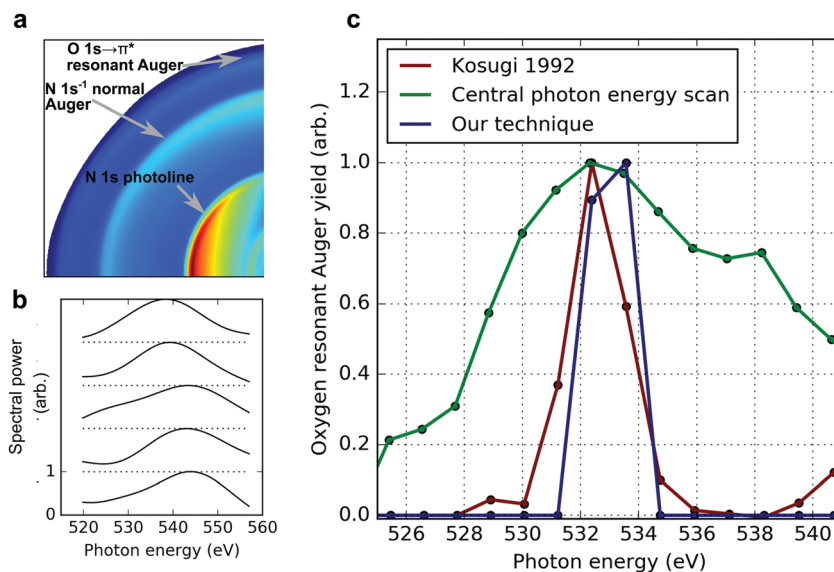 a
O 1s→π*
resonant Auger
N 1s⁻¹ normal
Auger
N 1s photoline
b
Spectral power
(arb.)
1
0
520 530 540 550 560
Photon energy (eV)
c
Kosugi 1992
Central photon energy scan
Our technique
Oxygen resonant Auger yield (arb.)
1.2
1.0
0.8
0.6
0.4
0.2
0.0
526 528 530 532 534 536 538 540
Photon energy (eV)